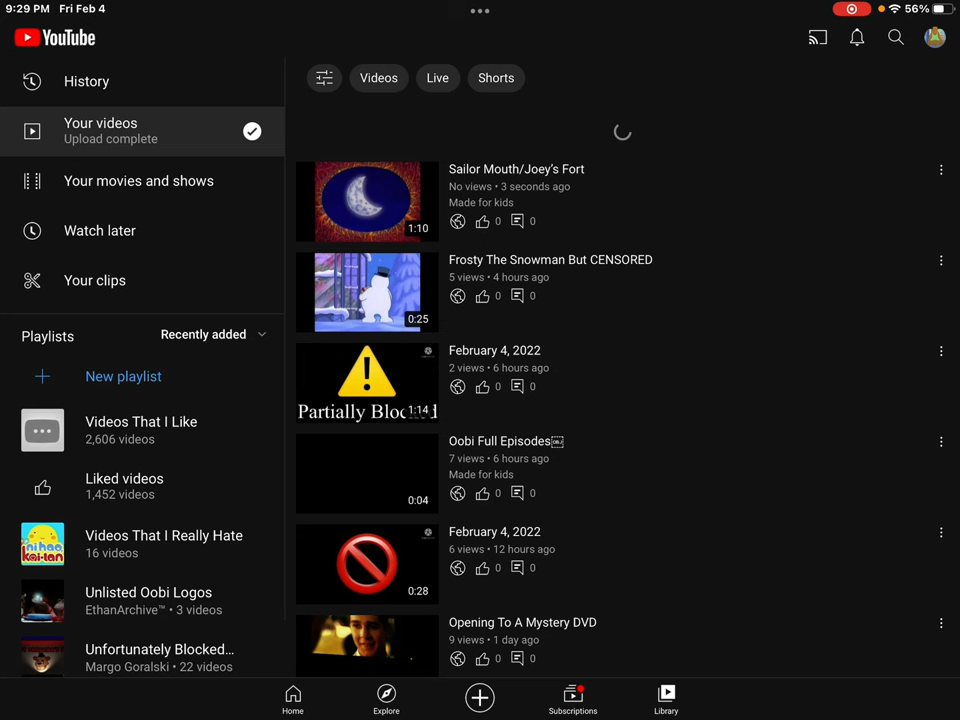 9:29 PM Fri Feb 4
56%
YouTube
History
Your videos
Upload complete
Your movies and shows
Watch later
Your clips
Playlists
Recently added
New playlist
Videos That I Like
2,606 videos
Liked videos
1,452 videos
ni hao
kai-lan
Videos That I Really Hate
16 videos
Unlisted Oobi Logos
EthanArchive™ • 3 videos
Unfortunately Blocked...
Margo Goralski • 22 videos
Videos
Live
Shorts
1:10
Sailor Mouth/Joey's Fort
No views • 3 seconds ago
Made for kids
0 0
0:25
Frosty The Snowman But CENSORED
5 views • 4 hours ago
0 0
Partially Blocked
1:14
February 4, 2022
2 views • 6 hours ago
0 0
0:04
Oobi Full Episodes￼
7 views • 6 hours ago
Made for kids
0 0
0:28
February 4, 2022
6 views • 12 hours ago
0 0
Opening To A Mystery DVD
9 views • 1 day ago
0 0
Home
Explore
Subscriptions
Library